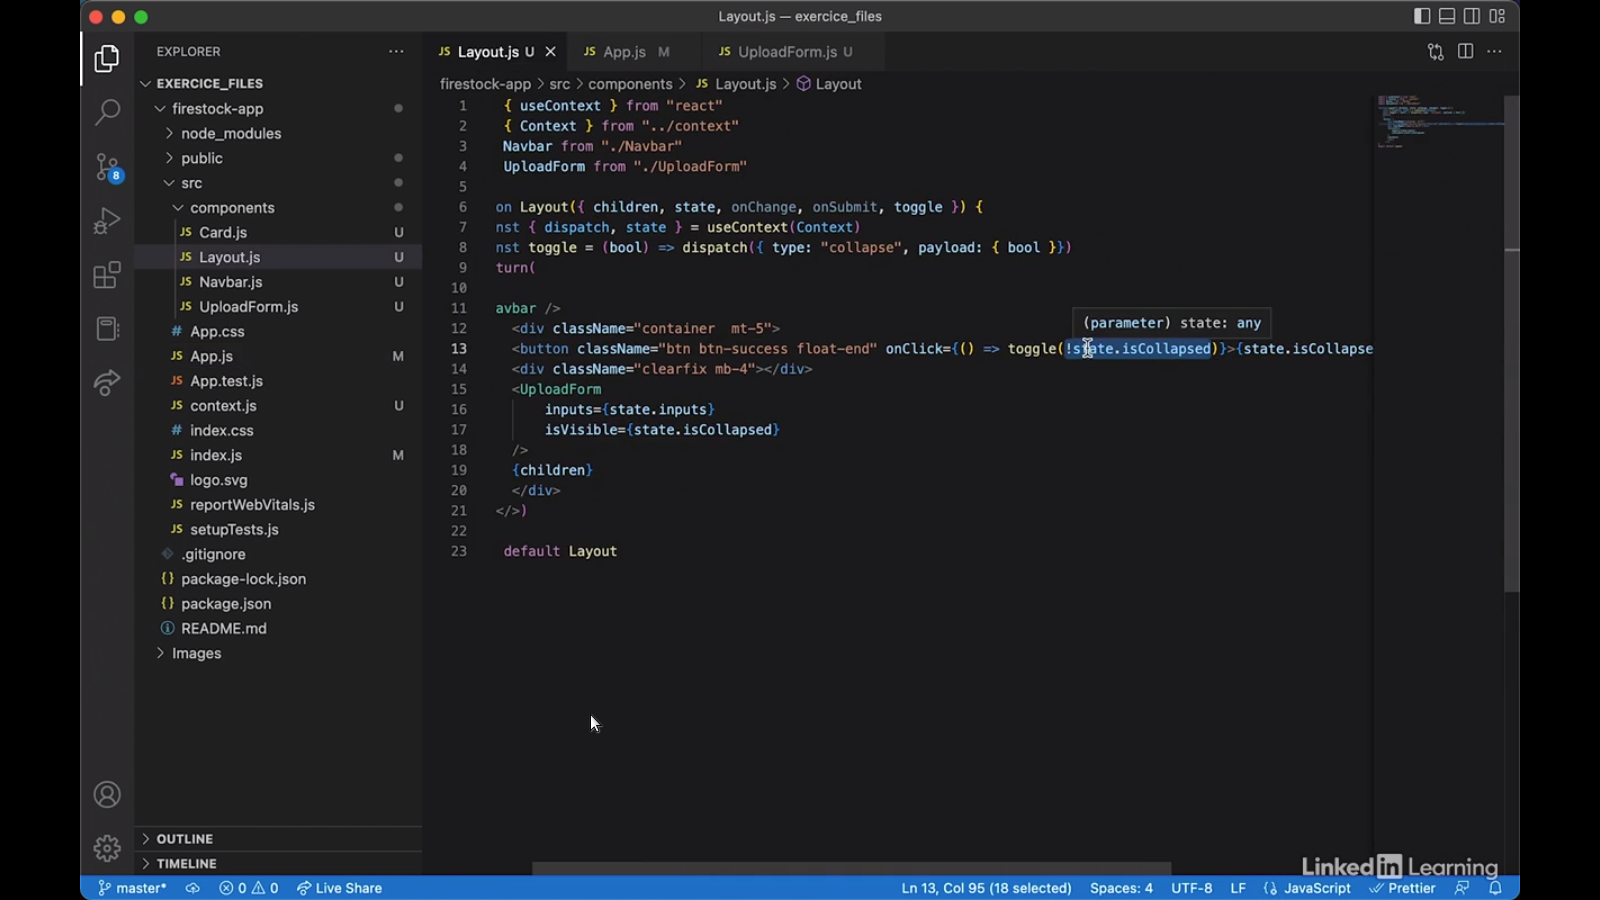 Layout.js — exercice_files
EXPLORER
EXERCICE_FILES
firestock-app
node_modules
public
src
components
JS Card.js U
JS Layout.js U
JS Navbar.js U
JS UploadForm.js U
# App.css
JS App.js M
JS App.test.js
JS context.js U
# index.css
JS index.js M
logo.svg
JS reportWebVitals.js
JS setupTests.js
.gitignore
{} package-lock.json
{} package.json
README.md
Images
OUTLINE
TIMELINE
JS Layout.js U
JS App.js M
JS UploadForm.js U
firestock-app > src > components > JS Layout.js > Layout
1 { useContext } from "react"
2 { Context } from "../context"
3 Navbar from "./Navbar"
4 UploadForm from "./UploadForm"
5
6 on Layout({ children, state, onChange, onSubmit, toggle }) {
7 nst { dispatch, state } = useContext(Context)
8 nst toggle = (bool) => dispatch({ type: "collapse", payload: { bool }})
9 turn(
10
11 avbar />
(parameter) state: any
12 <div className="container  mt-5">
13 <button className="btn btn-success float-end" onClick={() => toggle(!state.isCollapsed)}>{state.isCollapse
14 <div className="clearfix mb-4"></div>
15 <UploadForm
16 inputs={state.inputs}
17 isVisible={state.isCollapsed}
18 />
19 {children}
20 </div>
21 </>)
22
23 default Layout
Linked in Learning
8
master* 0 0 Live Share
Ln 13, Col 95 (18 selected) Spaces: 4 UTF-8 LF {} JavaScript Prettier